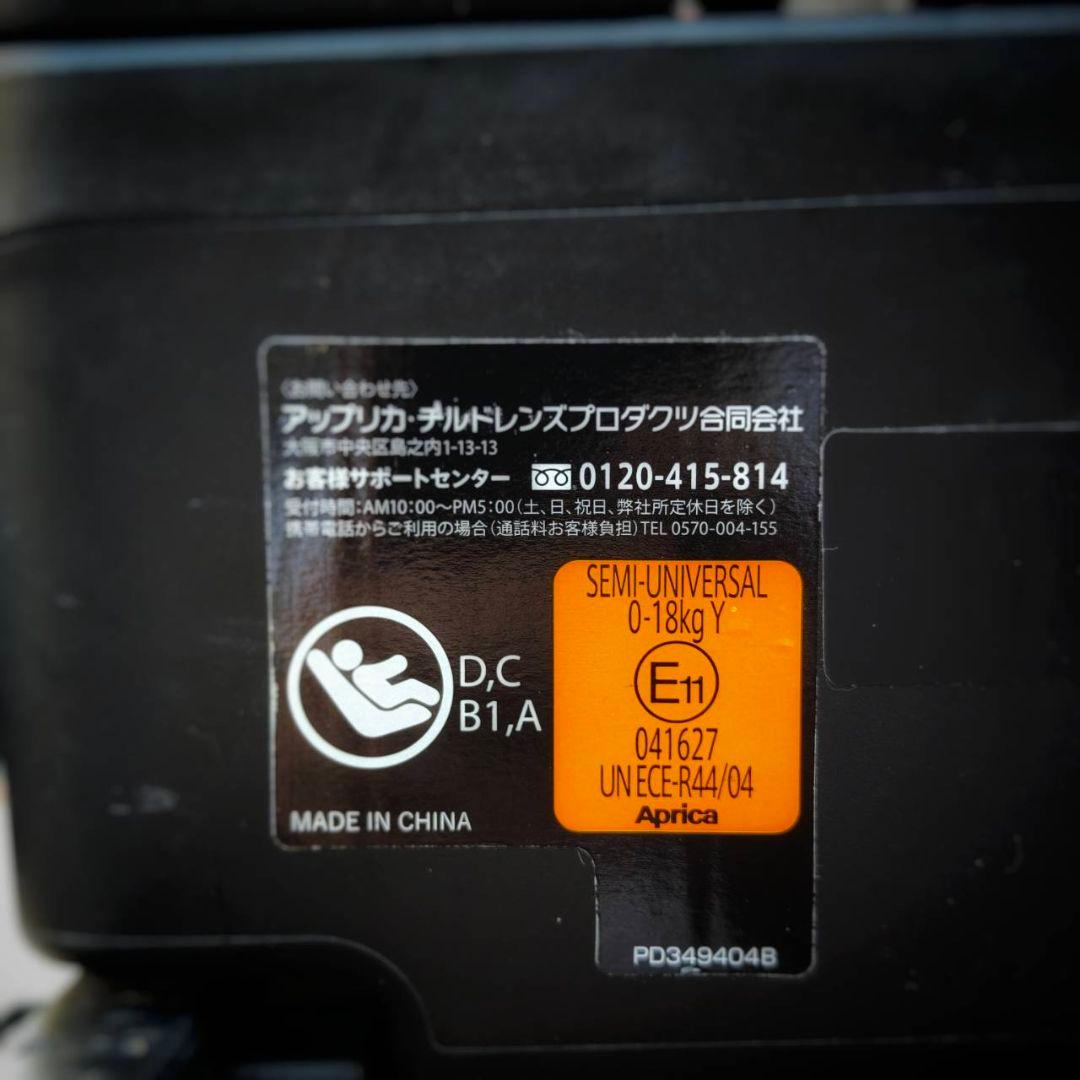 〈お問い合わせ先〉
アップリカ・チルドレンズプロダクツ合同会社
大阪市中央区島之内1-13-13
お客様サポートセンター 0120-415-814
受付時間:AM10:00〜PM5:00(土、日、祝日、弊社所定休日を除く)
携帯電話からご利用の場合(通話料お客様負担)TEL 0570-004-155
SEMI-UNIVERSAL
0-18kg Y
E11
041627
UN ECE-R44/04
Aprica
D,C
B1,A
MADE IN CHINA
PD349404B